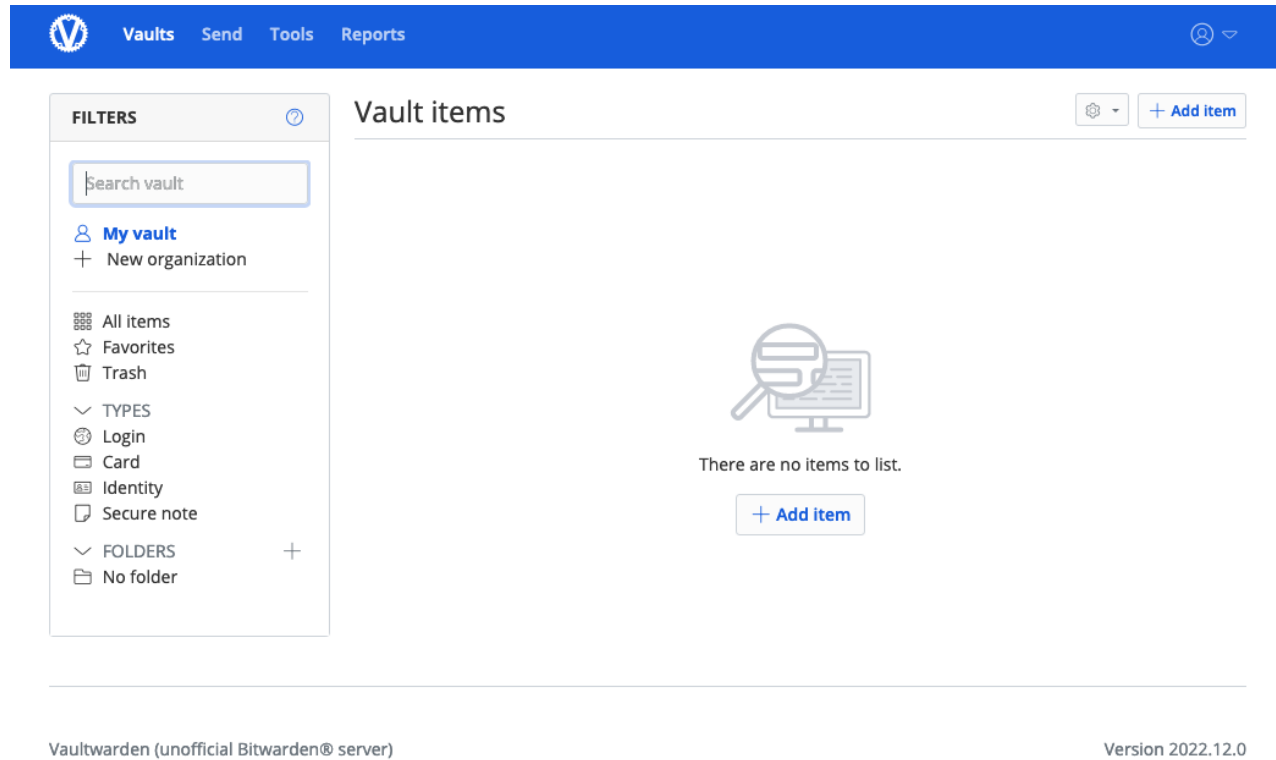 Vaults Send Tools Reports
FILTERS
Search vault
My vault
New organization
All items
Favorites
Trash
TYPES
Login
Card
Identity
Secure note
FOLDERS
No folder
Vault items
Add item
There are no items to list.
Add item
Vaultwarden (unofficial Bitwarden® server)
Version 2022.12.0